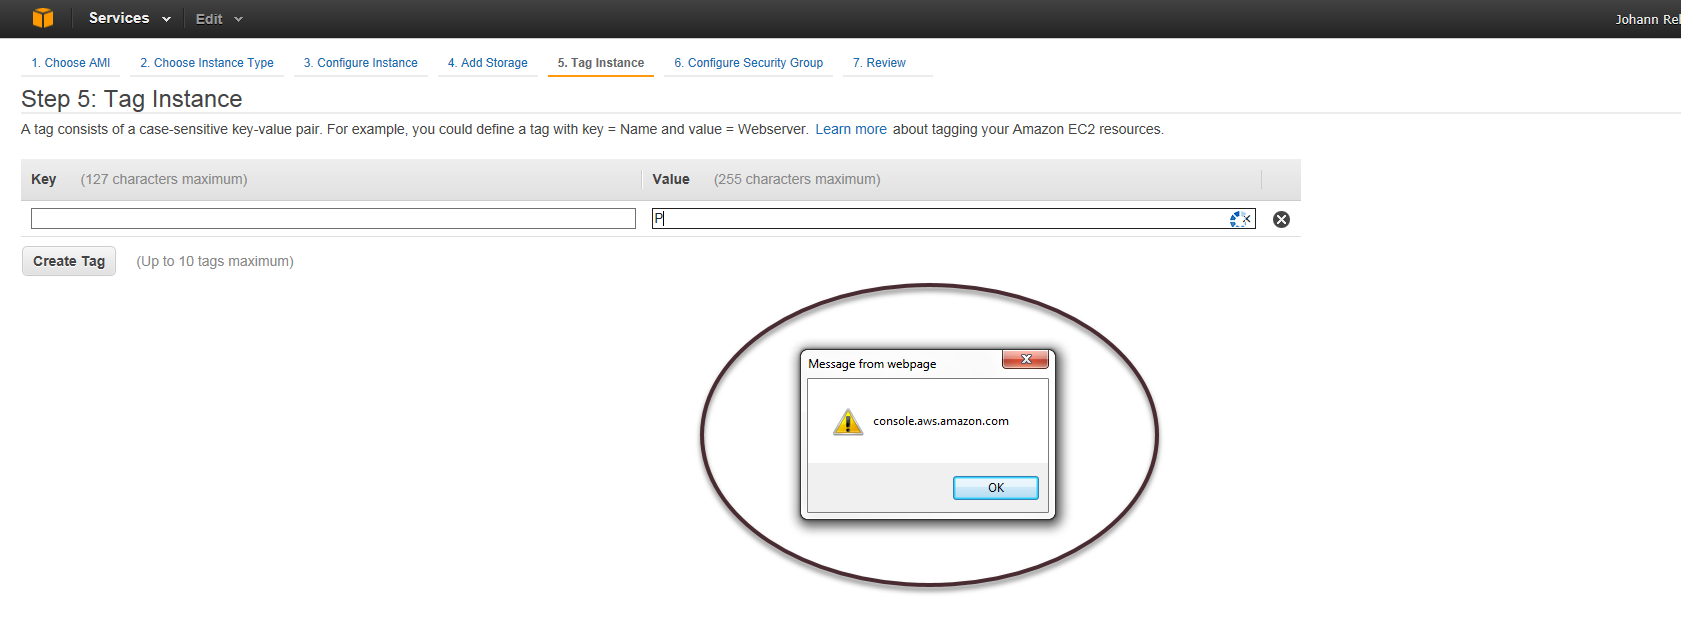 Services Edit Johann Rel
1. Choose AMI 2. Choose Instance Type 3. Configure Instance 4. Add Storage 5. Tag Instance 6. Configure Security Group 7. Review
Step 5: Tag Instance
A tag consists of a case-sensitive key-value pair. For example, you could define a tag with key = Name and value = Webserver. Learn more about tagging your Amazon EC2 resources.
Key (127 characters maximum) Value (255 characters maximum)
P
Create Tag (Up to 10 tags maximum)
Message from webpage
console.aws.amazon.com
OK